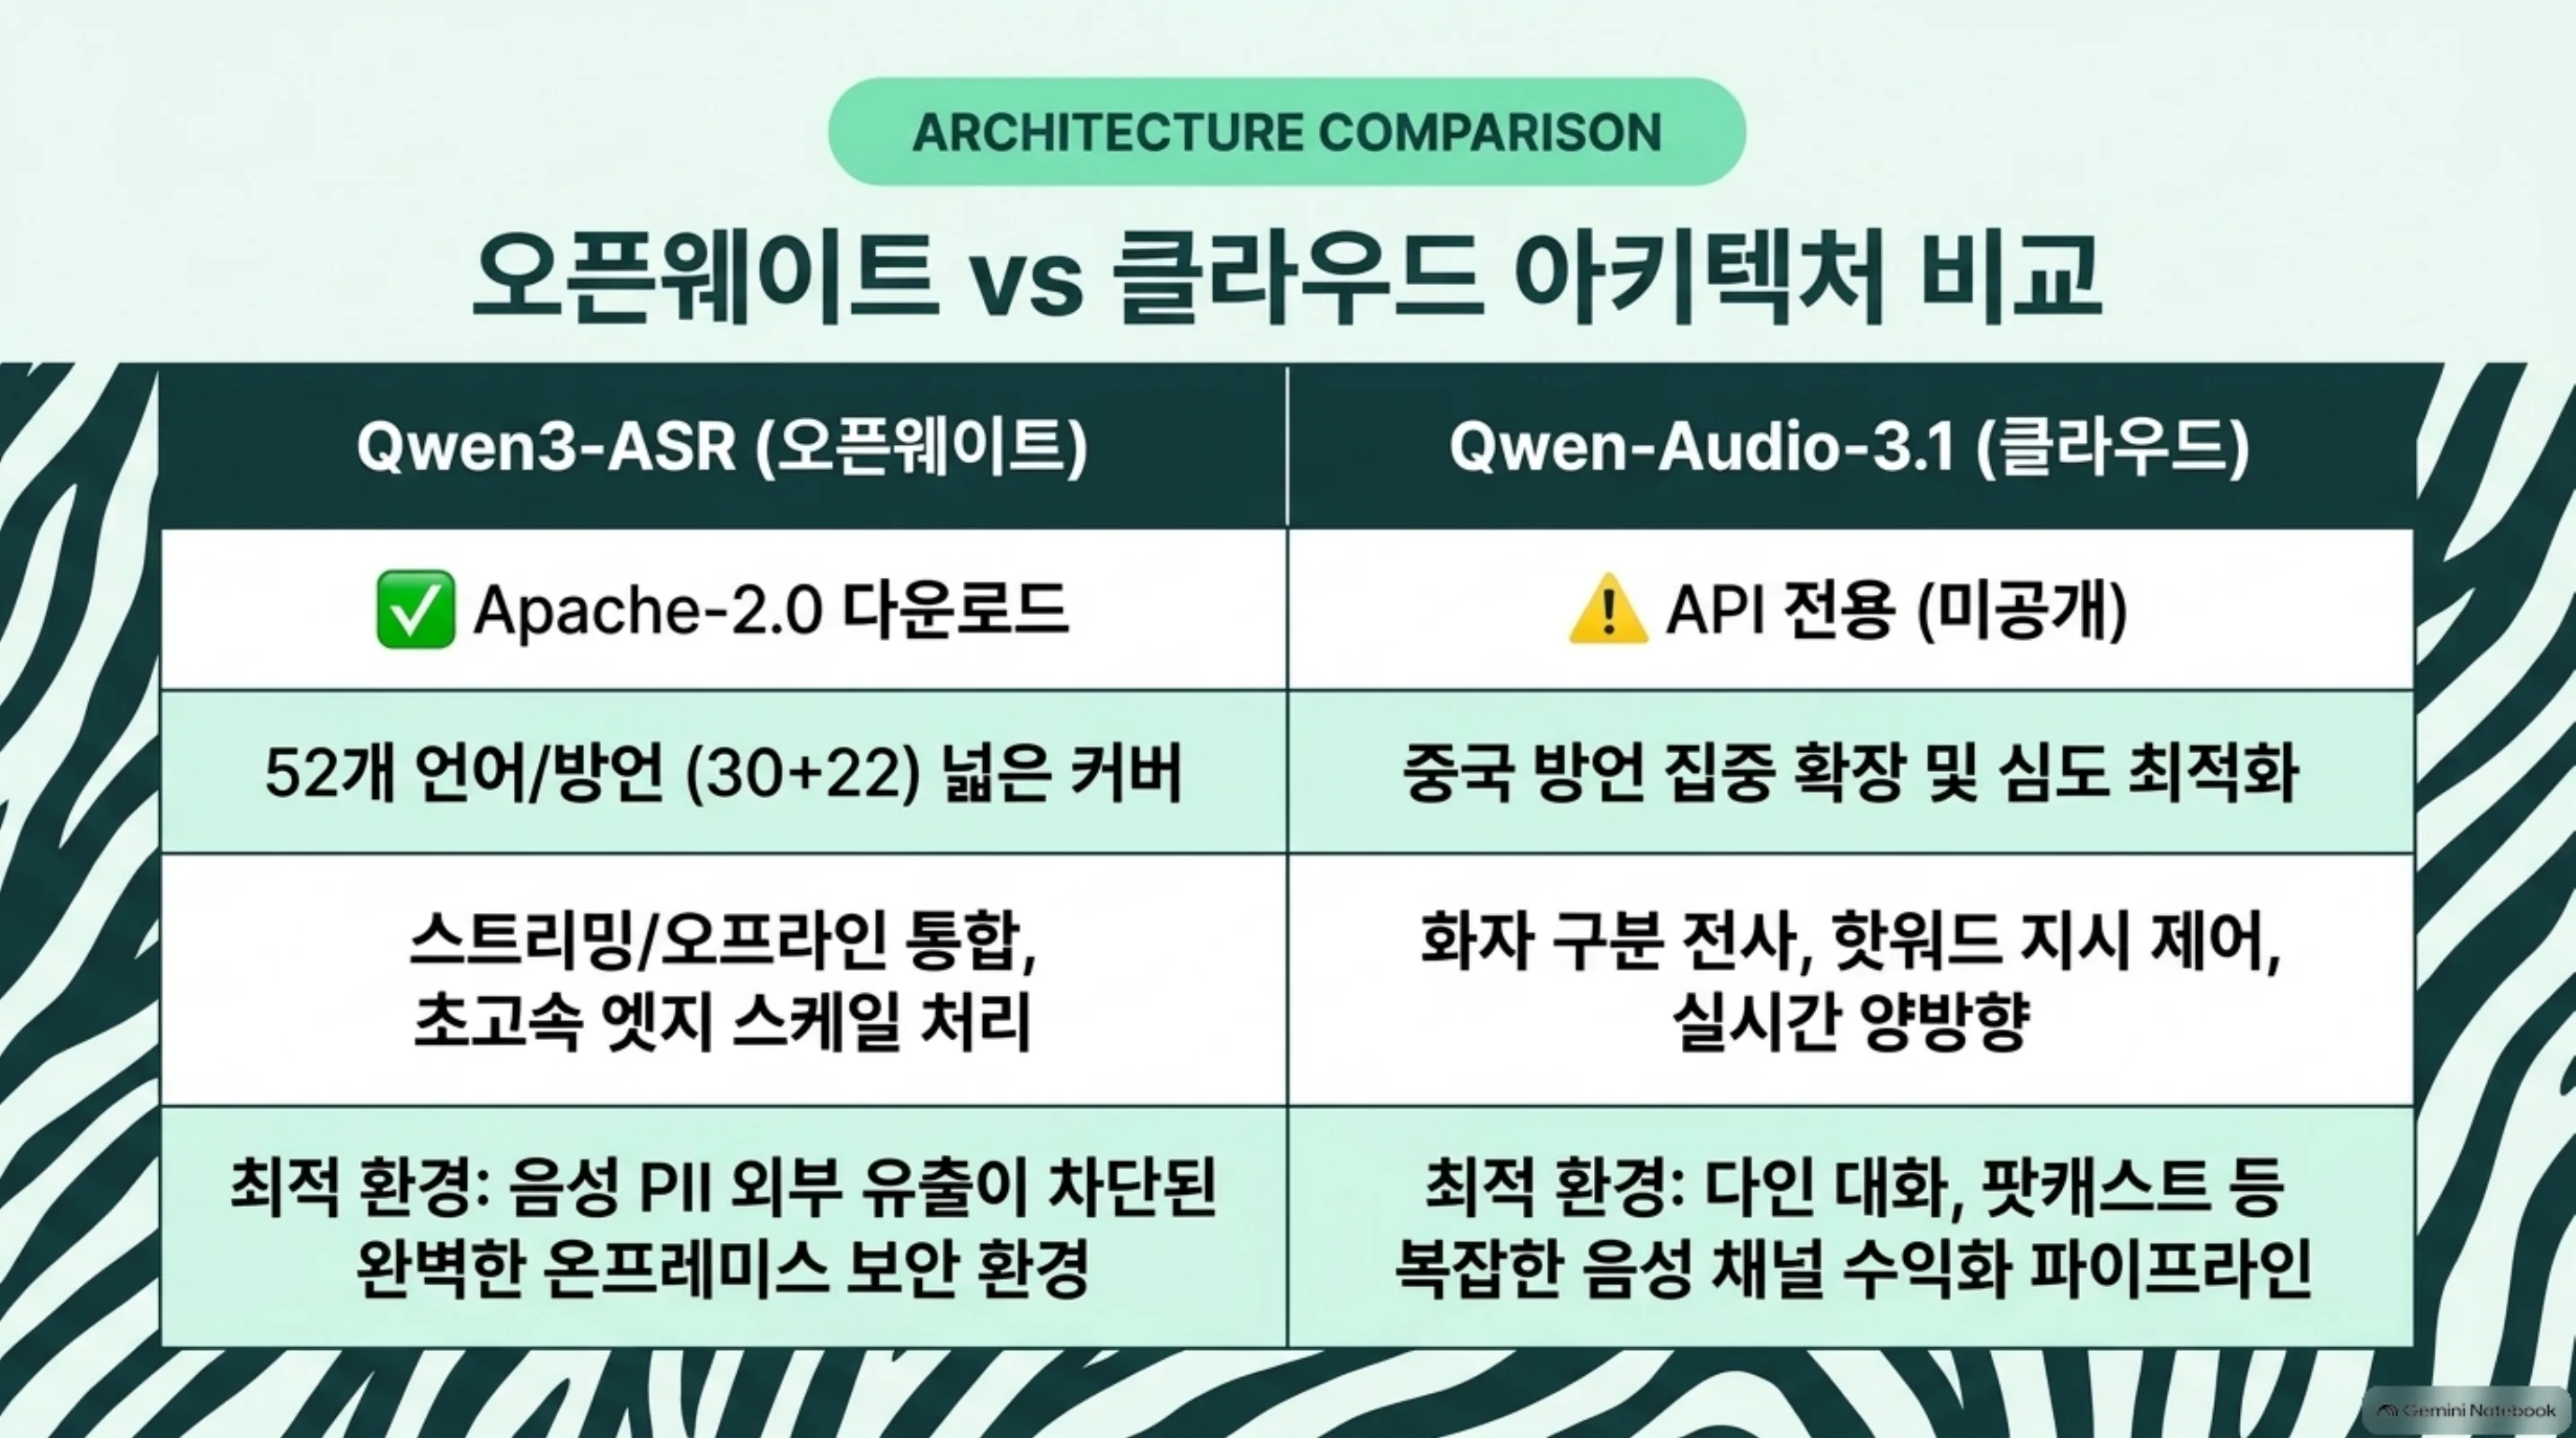 ARCHITECTURE COMPARISON
오픈웨이트 vs 클라우드 아키텍처 비교
Qwen3-ASR (오픈웨이트)
Qwen-Audio-3.1 (클라우드)
✅ Apache-2.0 다운로드
⚠️ API 전용 (미공개)
52개 언어/방언 (30+22) 넓은 커버
중국 방언 집중 확장 및 심도 최적화
스트리밍/오프라인 통합,
초고속 엣지 스케일 처리
화자 구분 전사, 핫워드 지시 제어,
실시간 양방향
최적 환경: 음성 PII 외부 유출이 차단된
완벽한 온프레미스 보안 환경
최적 환경: 다인 대화, 팟캐스트 등
복잡한 음성 채널 수익화 파이프라인
Gemini Notebook